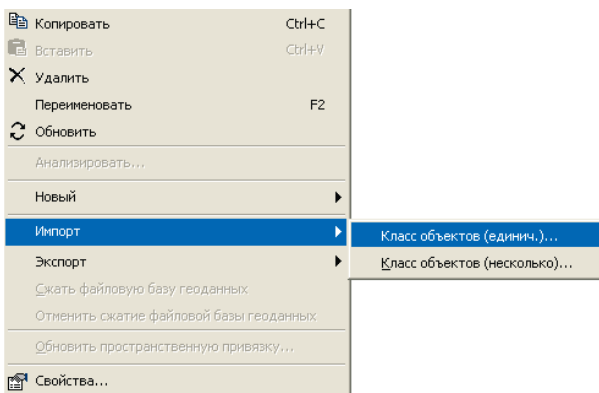 Копировать Ctrl+C
Вставить Ctrl+V
Удалить
Переименовать F2
Обновить
Анализировать...
Новый
Импорт
Класс объектов (единич.)...
Экспорт
Класс объектов (несколько)...
Сжать файловую базу геоданных
Отменить сжатие файловой базы геоданных
Обновить пространственную привязку...
Свойства...